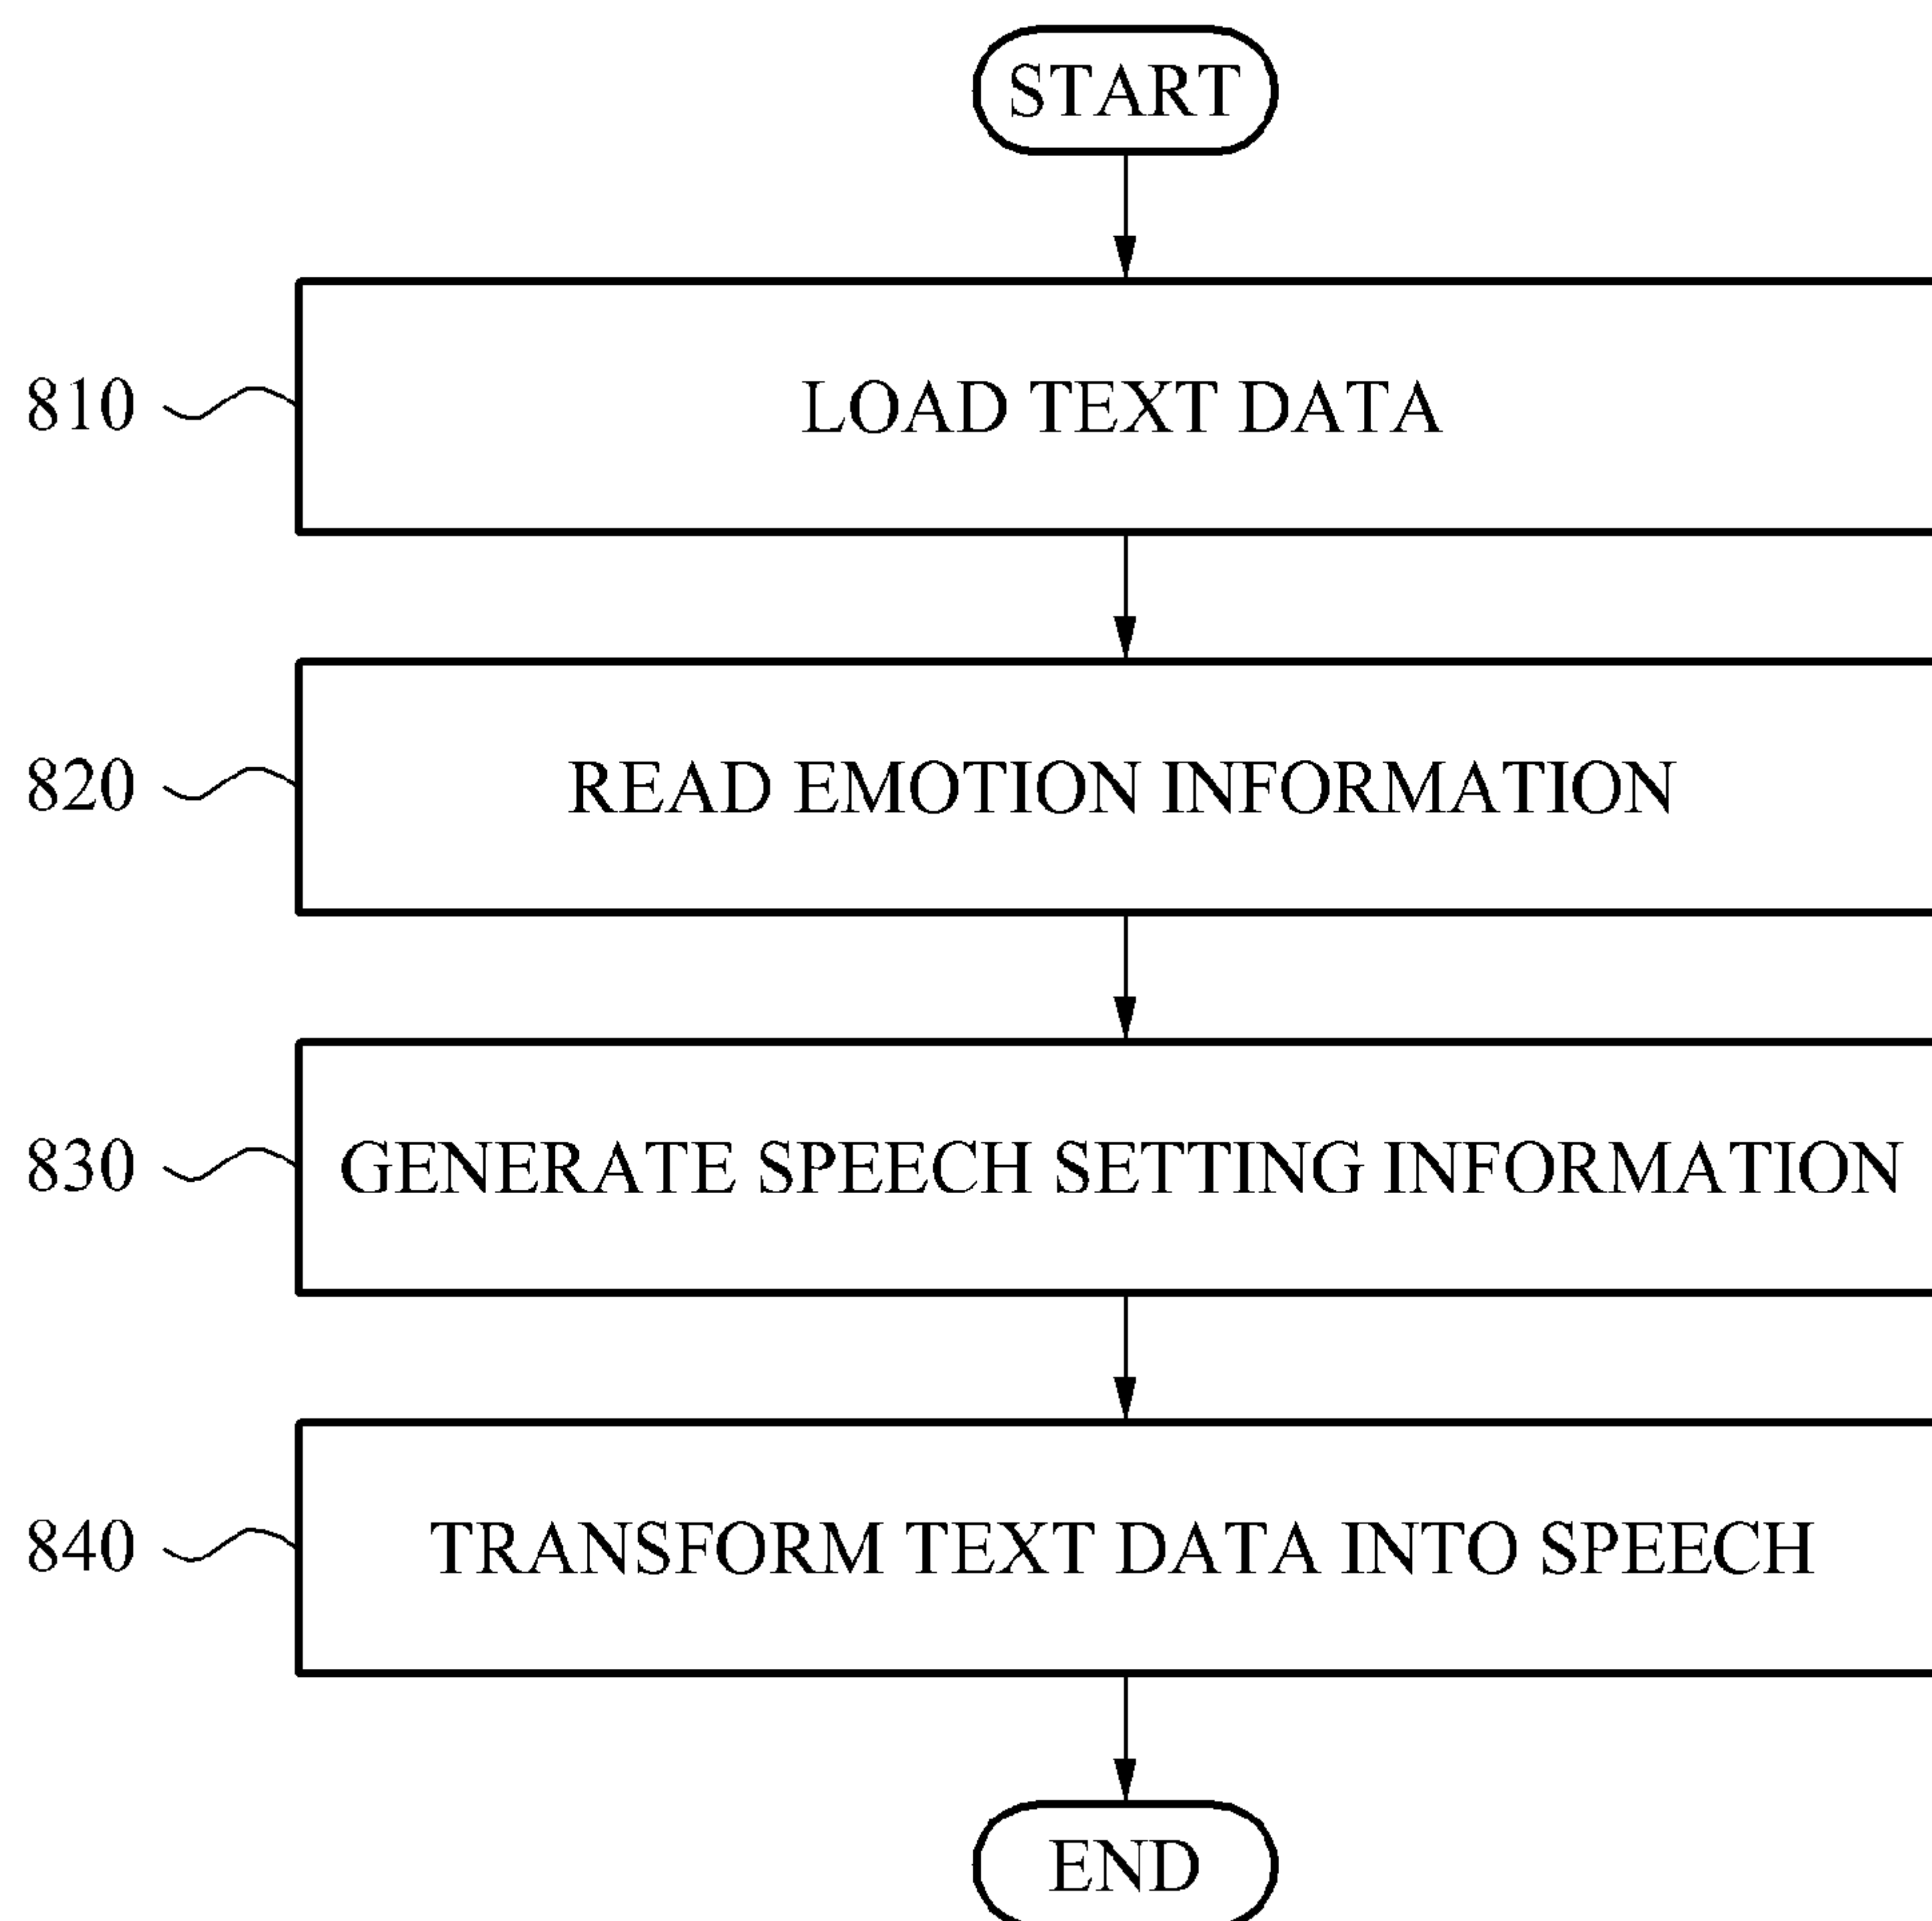 START
810 LOAD TEXT DATA
820 READ EMOTION INFORMATION
830 GENERATE SPEECH SETTING INFORMATION
840 TRANSFORM TEXT DATA INTO SPEECH
END